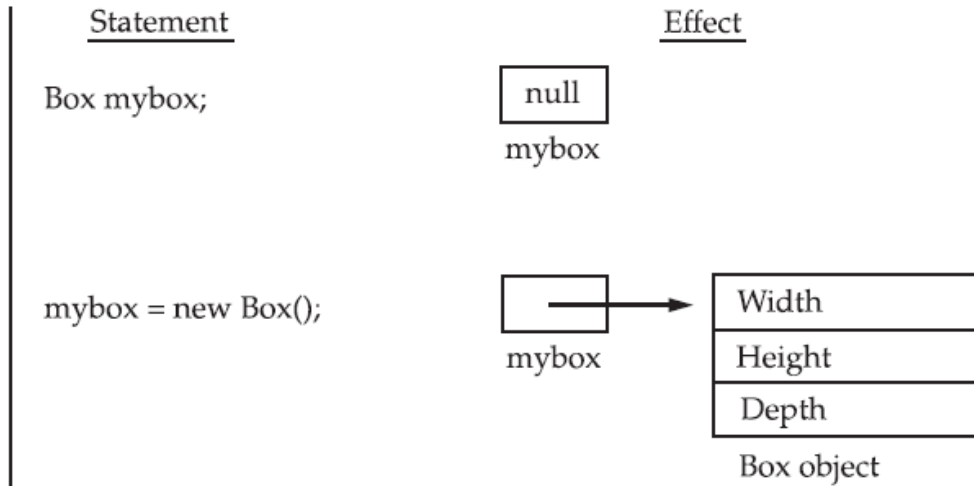 Statement
Effect
Box mybox;
null
mybox
mybox = new Box();
mybox
Width
Height
Depth
Box object